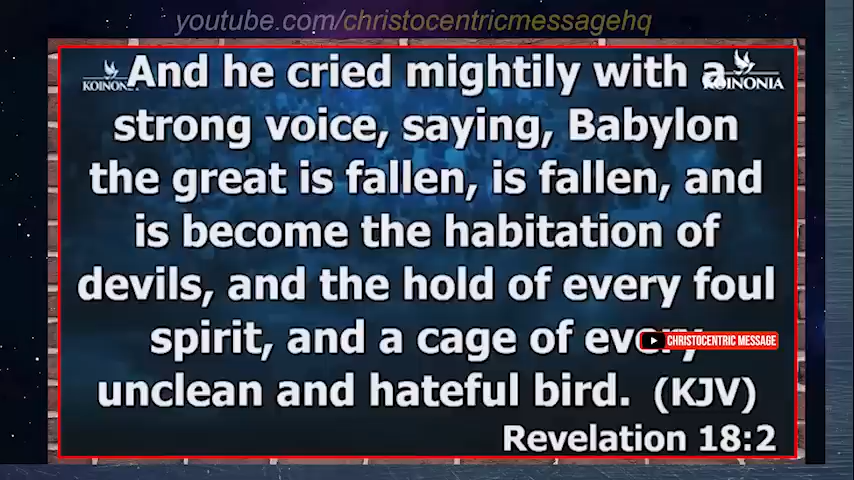 youtube.com/christocentricmessagehq
And he cried mightily with a
strong voice, saying, Babylon
the great is fallen, is fallen, and
is become the habitation of
devils, and the hold of every foul
spirit, and a cage of every
unclean and hateful bird. (KJV)
Revelation 18:2
KOINONIA
KOINONIA
CHRISTOCENTRIC MESSAGE